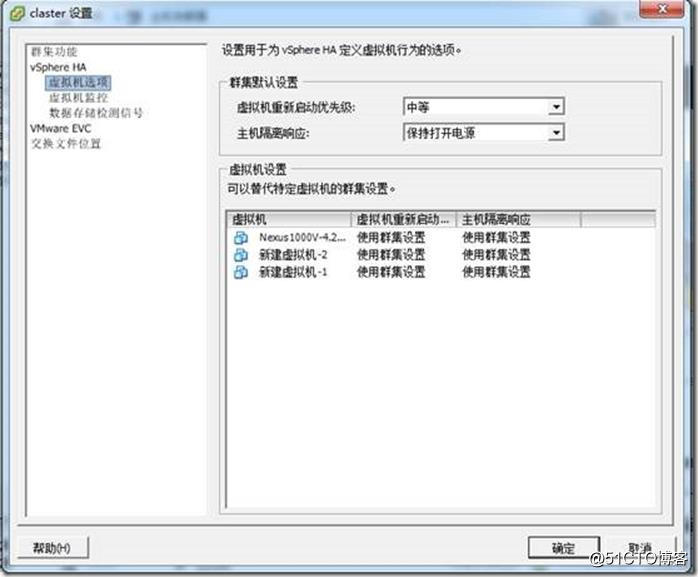 claster 设置
群集功能
vSphere HA
虚拟机选项
虚拟机监控
数据存储检测信号
VMware EVC
交换文件位置
设置用于为 vSphere HA 定义虚拟机行为的选项。
群集默认设置
虚拟机重新启动优先级: 中等
主机隔离响应: 保持打开电源
虚拟机设置
可以替代特定虚拟机的群集设置。
虚拟机 虚拟机重新启动... 主机隔离响应
Nexus1000V-4.2... 使用群集设置 使用群集设置
新建虚拟机-2 使用群集设置 使用群集设置
新建虚拟机-1 使用群集设置 使用群集设置
帮助(H) 确定 取消
@51CTO博客